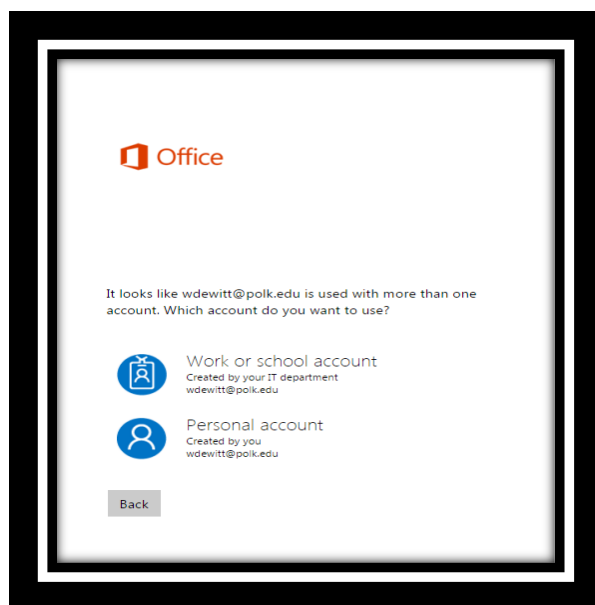 Office
It looks like wdewitt@polk.edu is used with more than one
account. Which account do you want to use?
Work or school account
Created by your IT department
wdewitt@polk.edu
Personal account
Created by you
wdewitt@polk.edu
Back